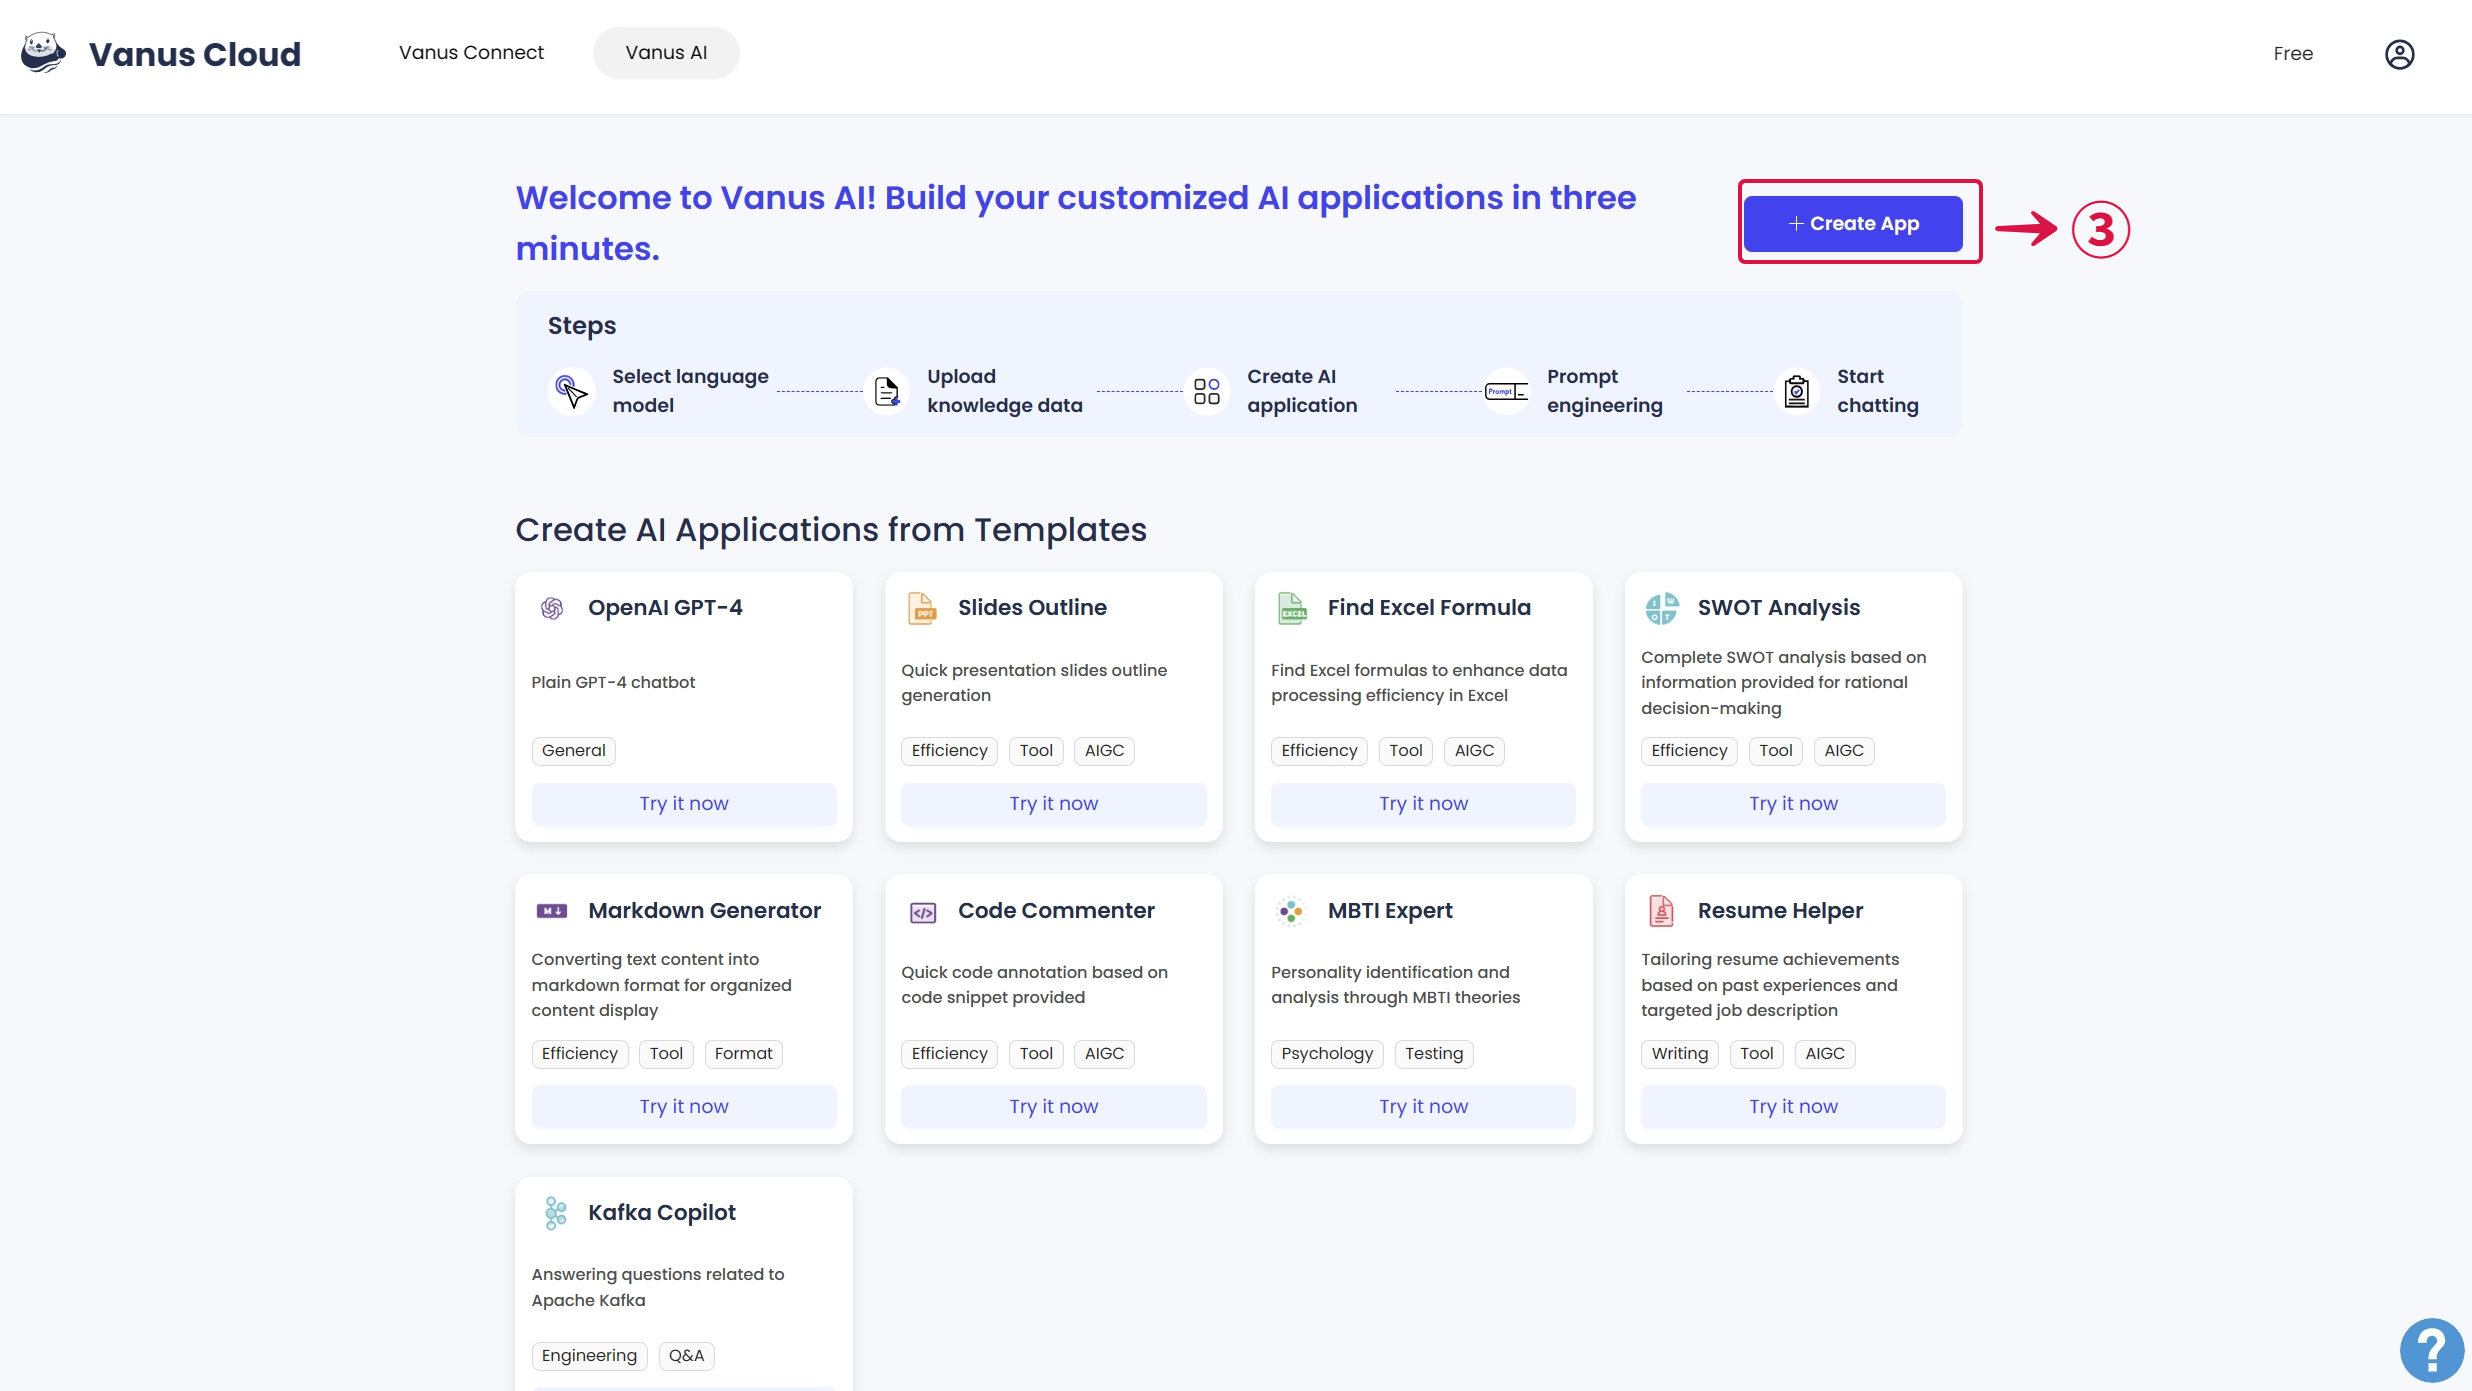 Vanus Cloud
Vanus Connect
Vanus AI
Free
Welcome to Vanus AI! Build your customized AI applications in three
minutes.
+ Create App
3
Steps
Select language
model
Upload
knowledge data
Create AI
application
Prompt
Prompt
engineering
Start
chatting
Create AI Applications from Templates
OpenAI GPT-4
Plain GPT-4 chatbot
General
Try it now
PPT
Slides Outline
Quick presentation slides outline
generation
Efficiency Tool AIGC
Try it now
EXCEL
Find Excel Formula
Find Excel formulas to enhance data
processing efficiency in Excel
Efficiency Tool AIGC
Try it now
S W O T
SWOT Analysis
Complete SWOT analysis based on
information provided for rational
decision-making
Efficiency Tool AIGC
Try it now
M↓
Markdown Generator
Converting text content into
markdown format for organized
content display
Efficiency Tool Format
Try it now
</>
Code Commenter
Quick code annotation based on
code snippet provided
Efficiency Tool AIGC
Try it now
MBTI Expert
Personality identification and
analysis through MBTI theories
Psychology Testing
Try it now
Resume Helper
Tailoring resume achievements
based on past experiences and
targeted job description
Writing Tool AIGC
Try it now
Kafka Copilot
Answering questions related to
Apache Kafka
Engineering Q&A
?